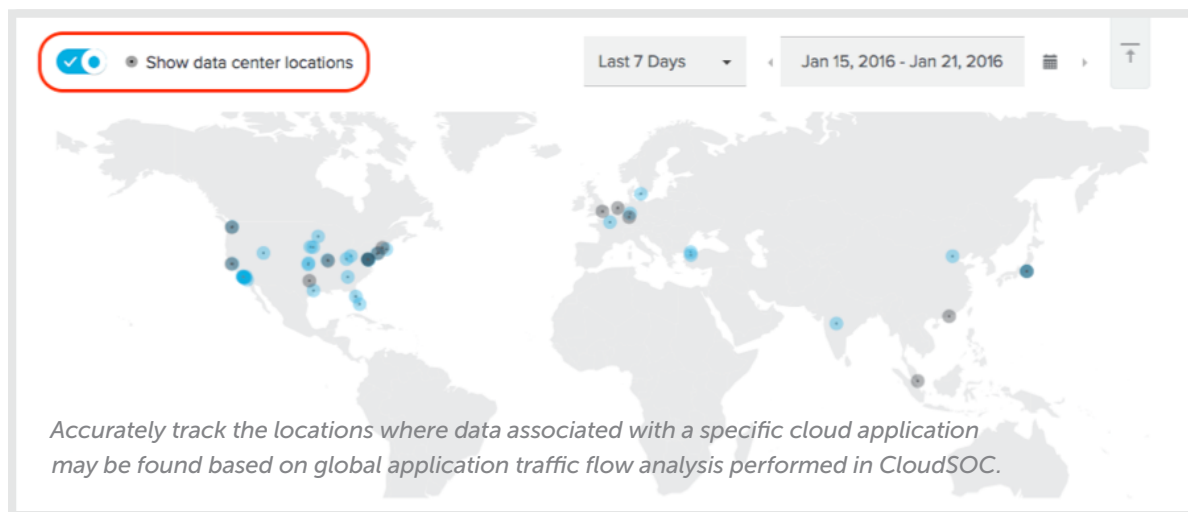 Show data center locations
Last 7 Days
Jan 15, 2016 - Jan 21, 2016
Accurately track the locations where data associated with a specific cloud application
may be found based on global application traffic flow analysis performed in CloudSOC.